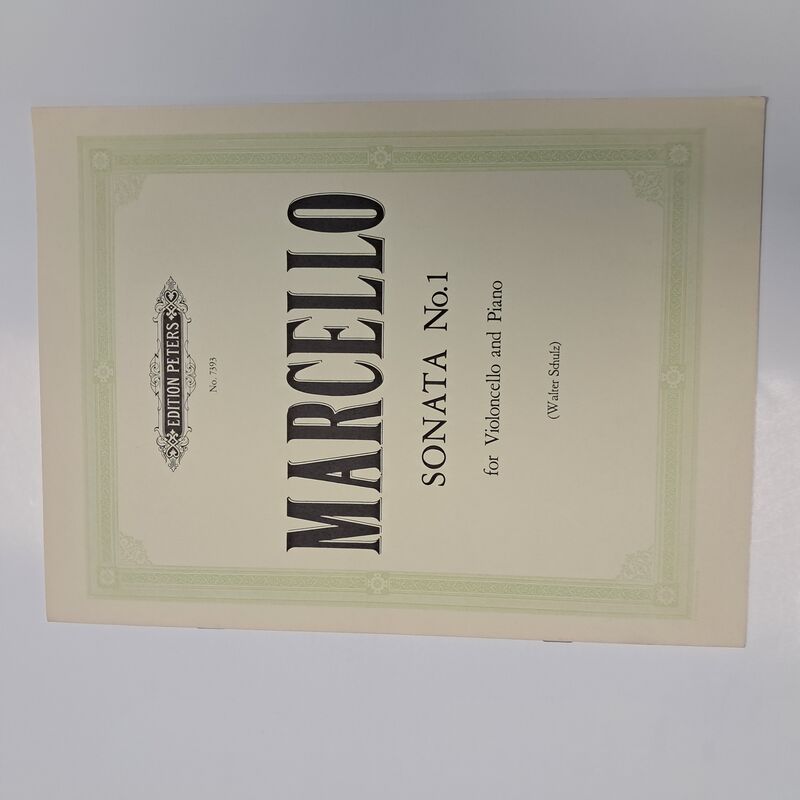 EDITION PETERS
No. 7393
MARCELLO
SONATA No. 1
for Violoncello and Piano
(Walter Schulz)